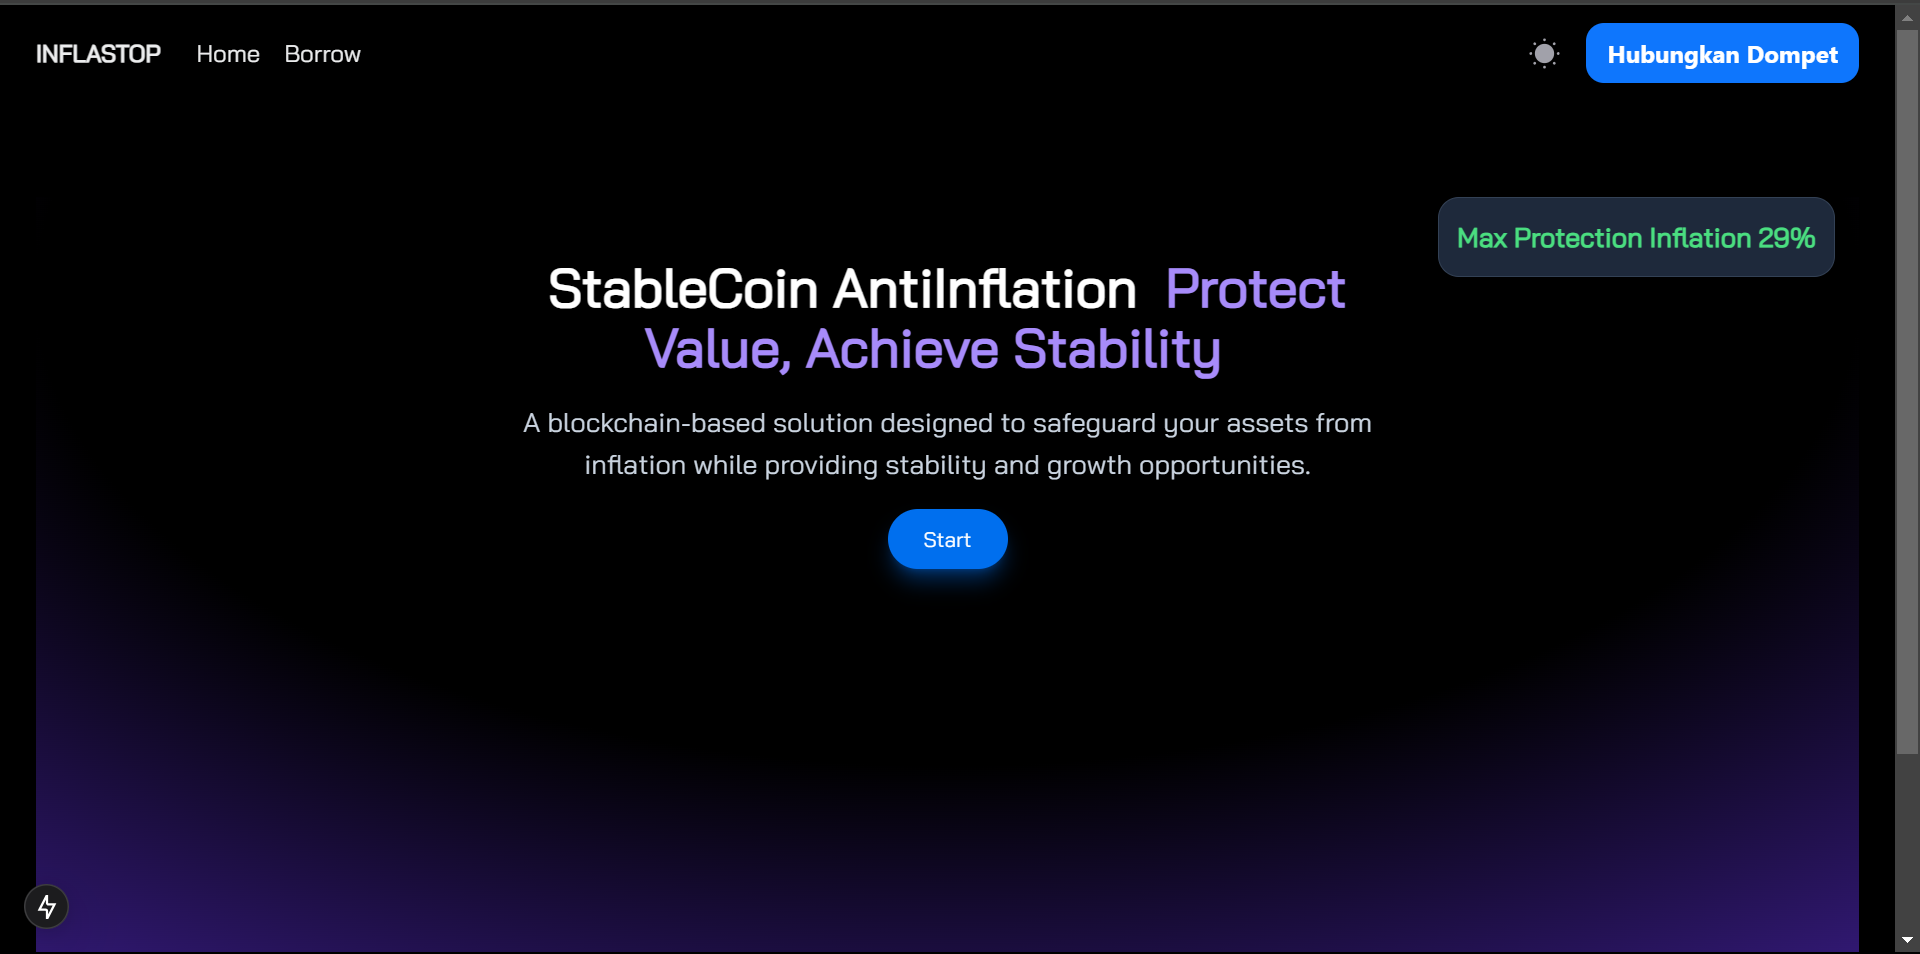 INFLASTOP Home Borrow Hubungkan Dompet
Max Protection Inflation 29%
StableCoin AntiInflation Protect
Value, Achieve Stability
A blockchain-based solution designed to safeguard your assets from
inflation while providing stability and growth opportunities.
Start